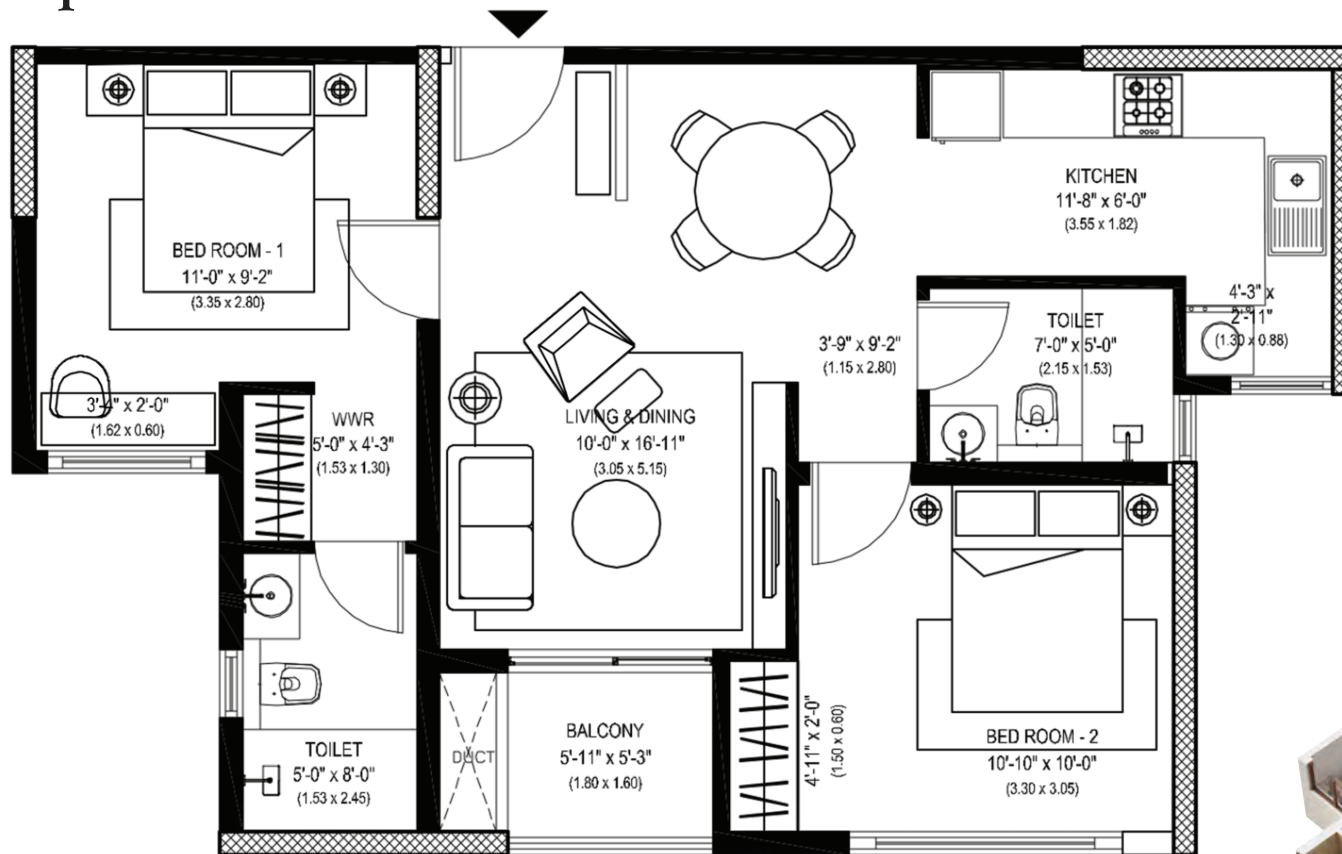 BED ROOM - 1
11'-0" x 9'-2"
(3.35 x 2.80)
KITCHEN
11'-8" x 6'-0"
(3.55 x 1.82)
4'-3" x
2'-11"
(1.30 x 0.88)
TOILET
7'-0" x 5'-0"
(2.15 x 1.53)
3'-9" x 9'-2"
(1.15 x 2.80)
3'-4" x 2'-0"
(1.62 x 0.60)
WWR
5'-0" x 4'-3"
(1.53 x 1.30)
LIVING & DINING
10'-0" x 16'-11"
(3.05 x 5.15)
TOILET
5'-0" x 8'-0"
(1.53 x 2.45)
DUCT
BALCONY
5'-11" x 5'-3"
(1.80 x 1.60)
4'-11" x 2'-0"
(1.50 x 0.60)
BED ROOM - 2
10'-10" x 10'-0"
(3.30 x 3.05)